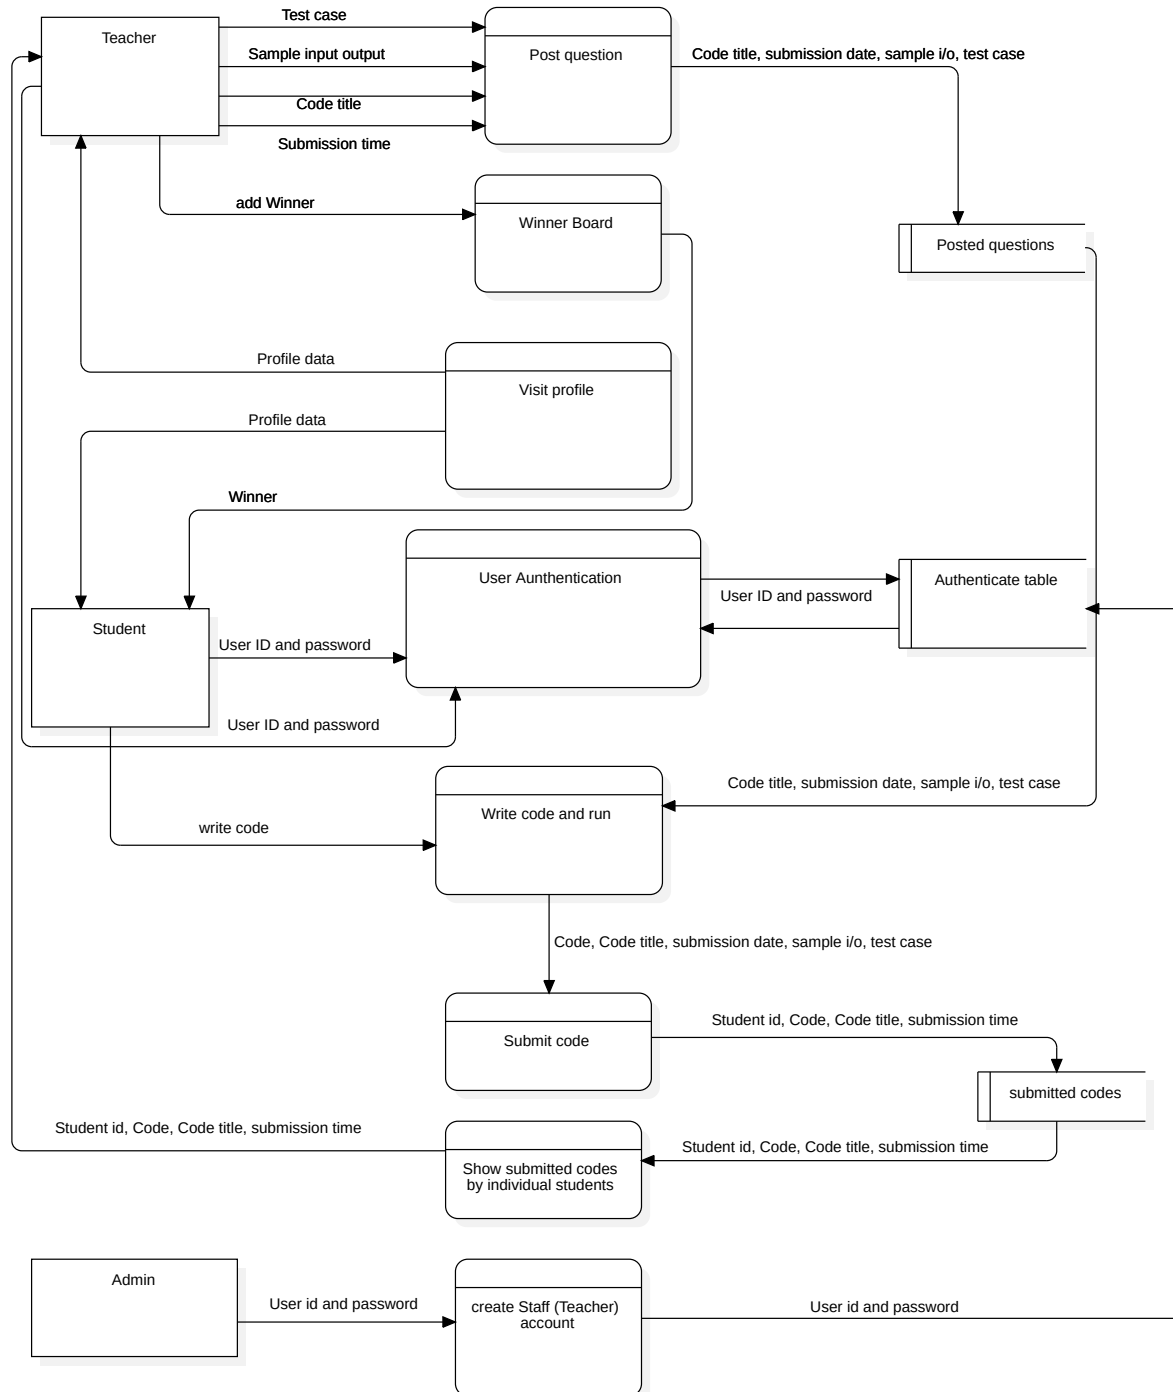 Test case
Teacher
Sample input output
Post question
Code title, submission date, sample i/o, test case
Code title
Submission time
add Winner
Winner Board
Posted questions
Profile data
Visit profile
Profile data
Winner
User Aunthentication
Authenticate table
User ID and password
Student
User ID and password
User ID and password
Code title, submission date, sample i/o, test case
Write code and run
write code
Code, Code title, submission date, sample i/o, test case
Student id, Code, Code title, submission time
Submit code
submitted codes
Student id, Code, Code title, submission time
Student id, Code, Code title, submission time
Show submitted codes
by individual students
Admin
User id and password
create Staff (Teacher)
account
User id and password